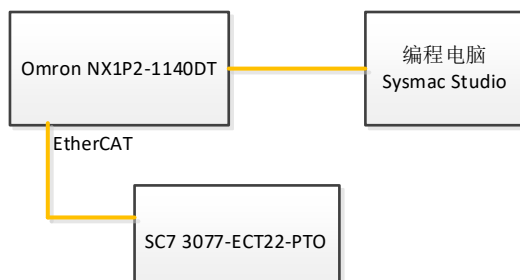 Omron NX1P2-1140DT
编程电脑
Sysmac Studio
EtherCAT
SC7 3077-ECT22-PTO